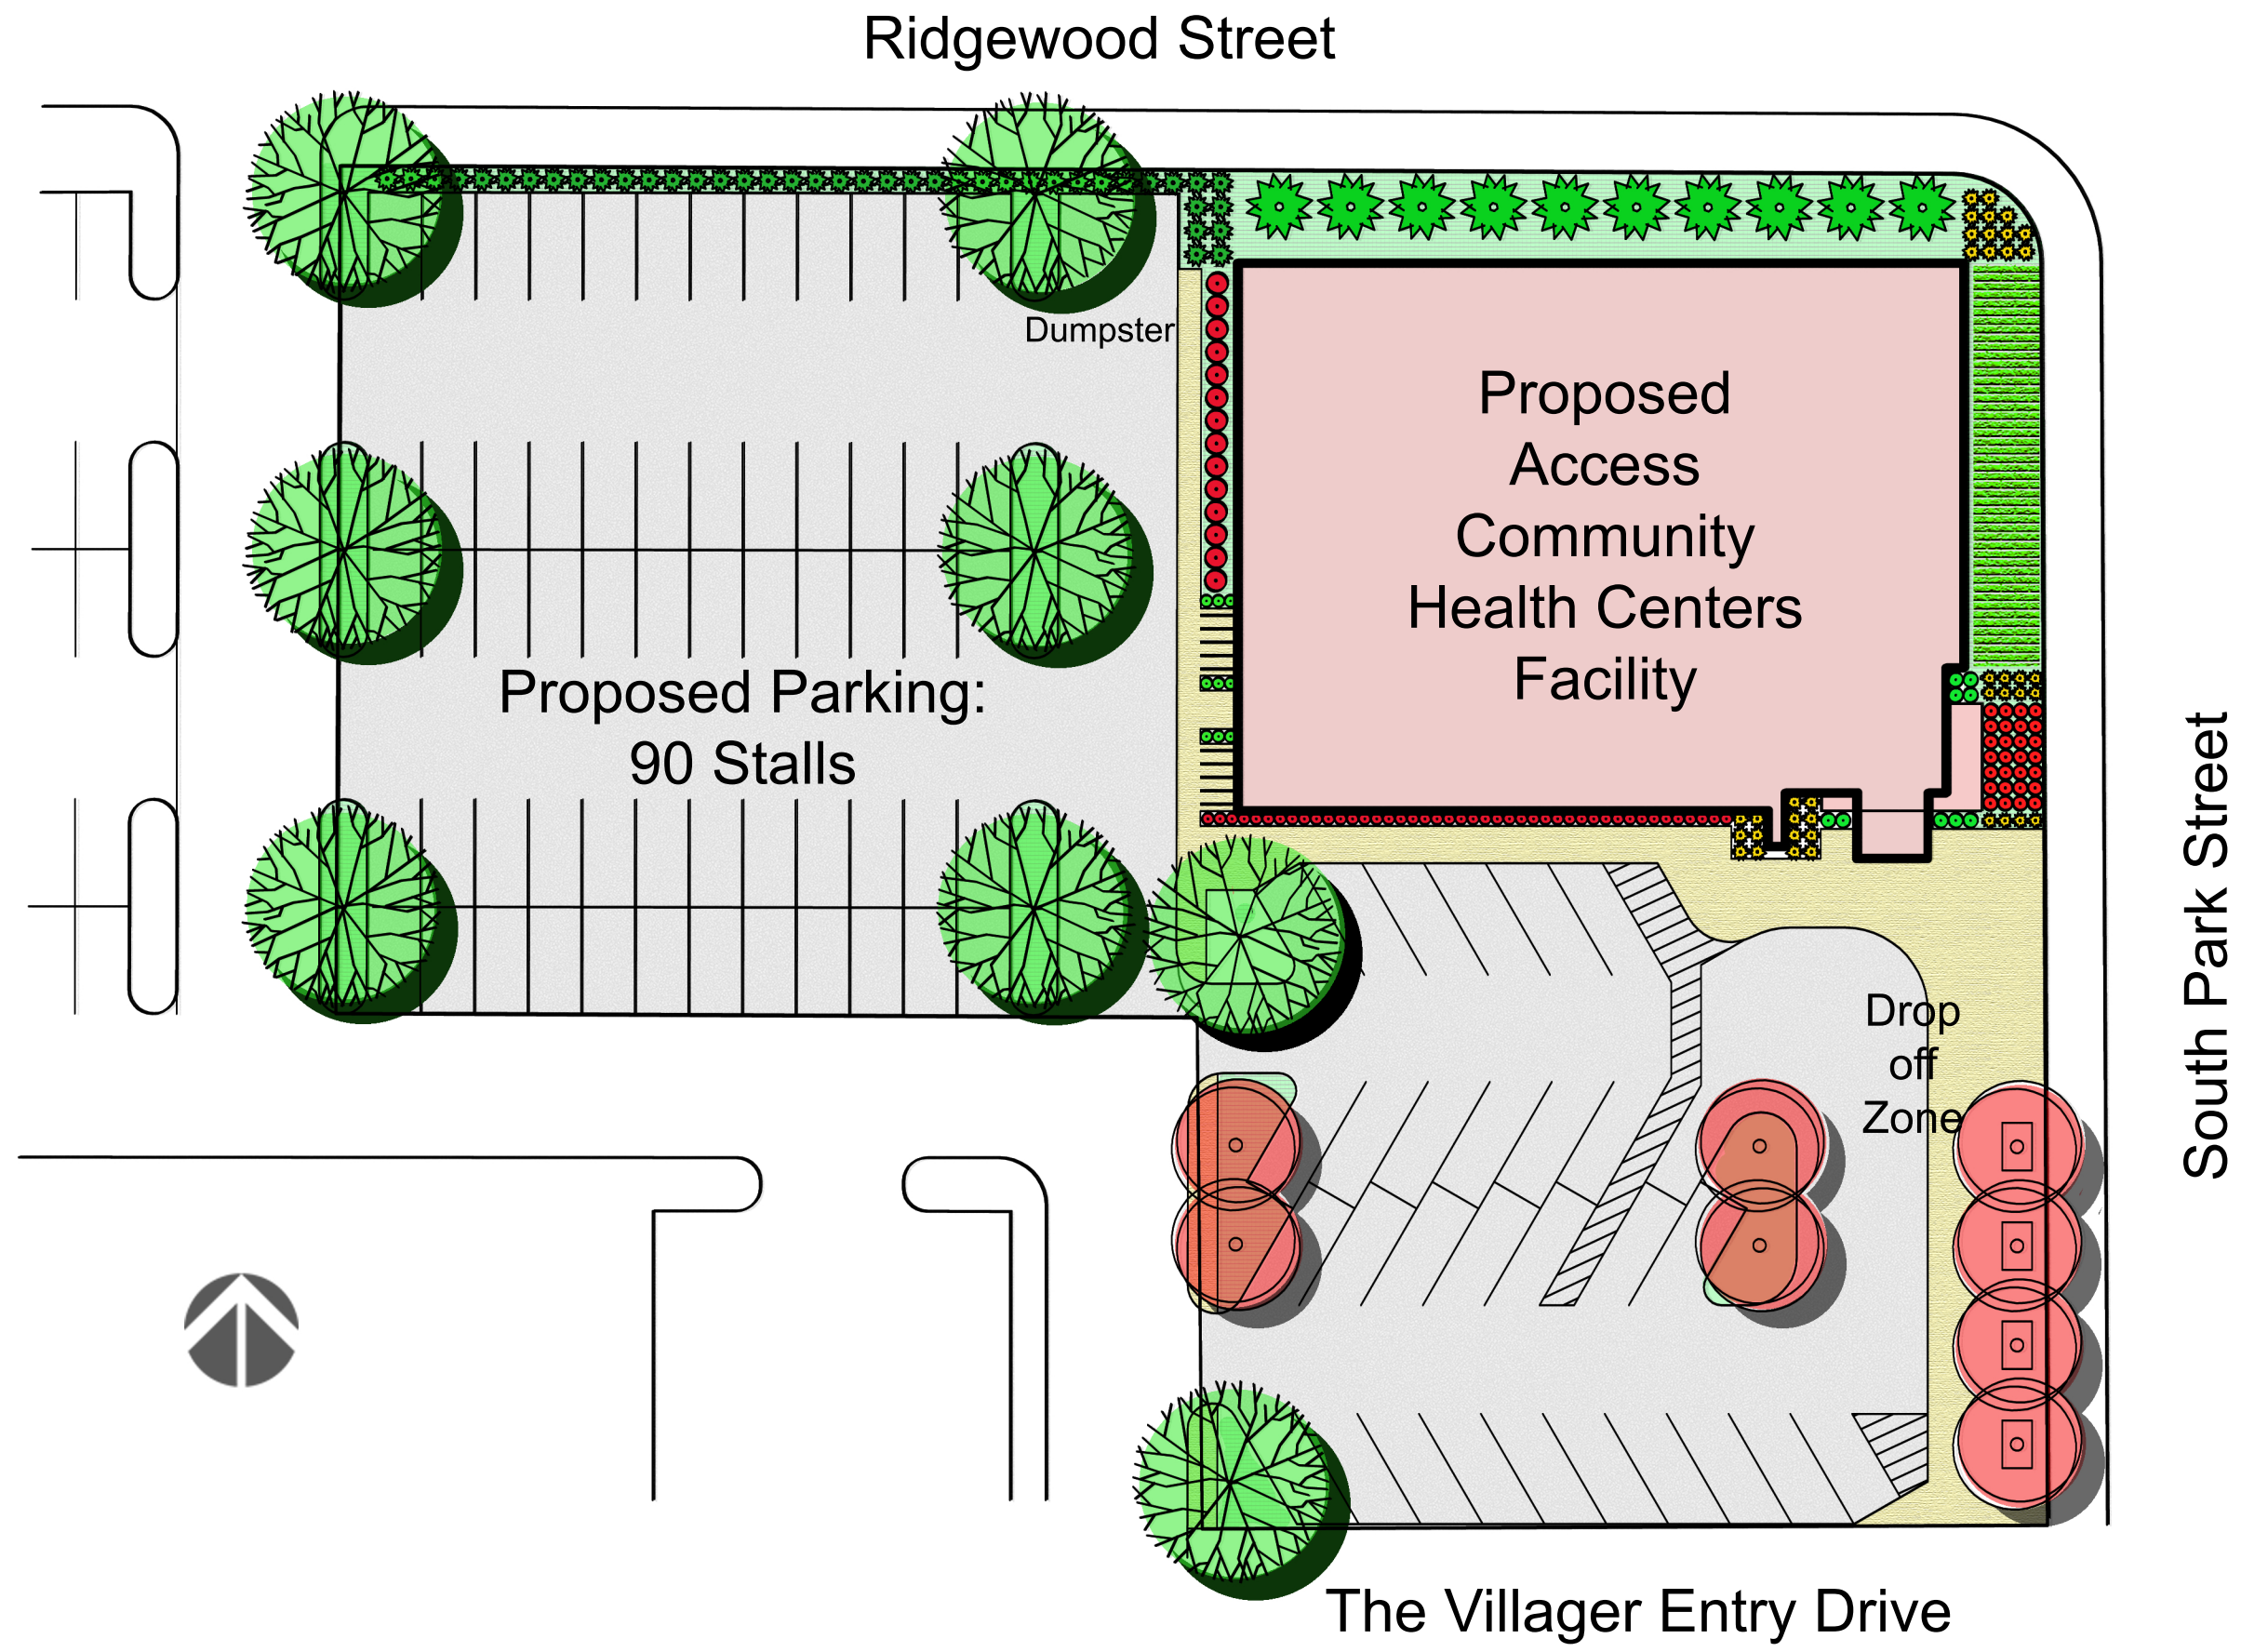 Ridgewood Street
Dumpster
Proposed
Access
Community
Health Centers
Facility
Proposed Parking:
90 Stalls
South Park Street
Drop
off
Zone
The Villager Entry Drive